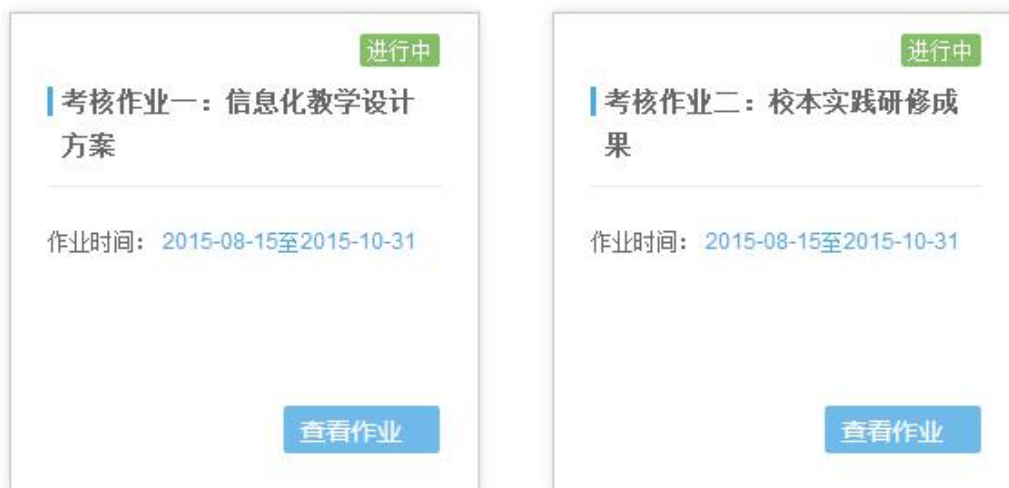 进行中
考核作业一：信息化教学设计
方案
作业时间： 2015-08-15至2015-10-31
查看作业
进行中
考核作业二：校本实践研修成
果
作业时间： 2015-08-15至2015-10-31
查看作业